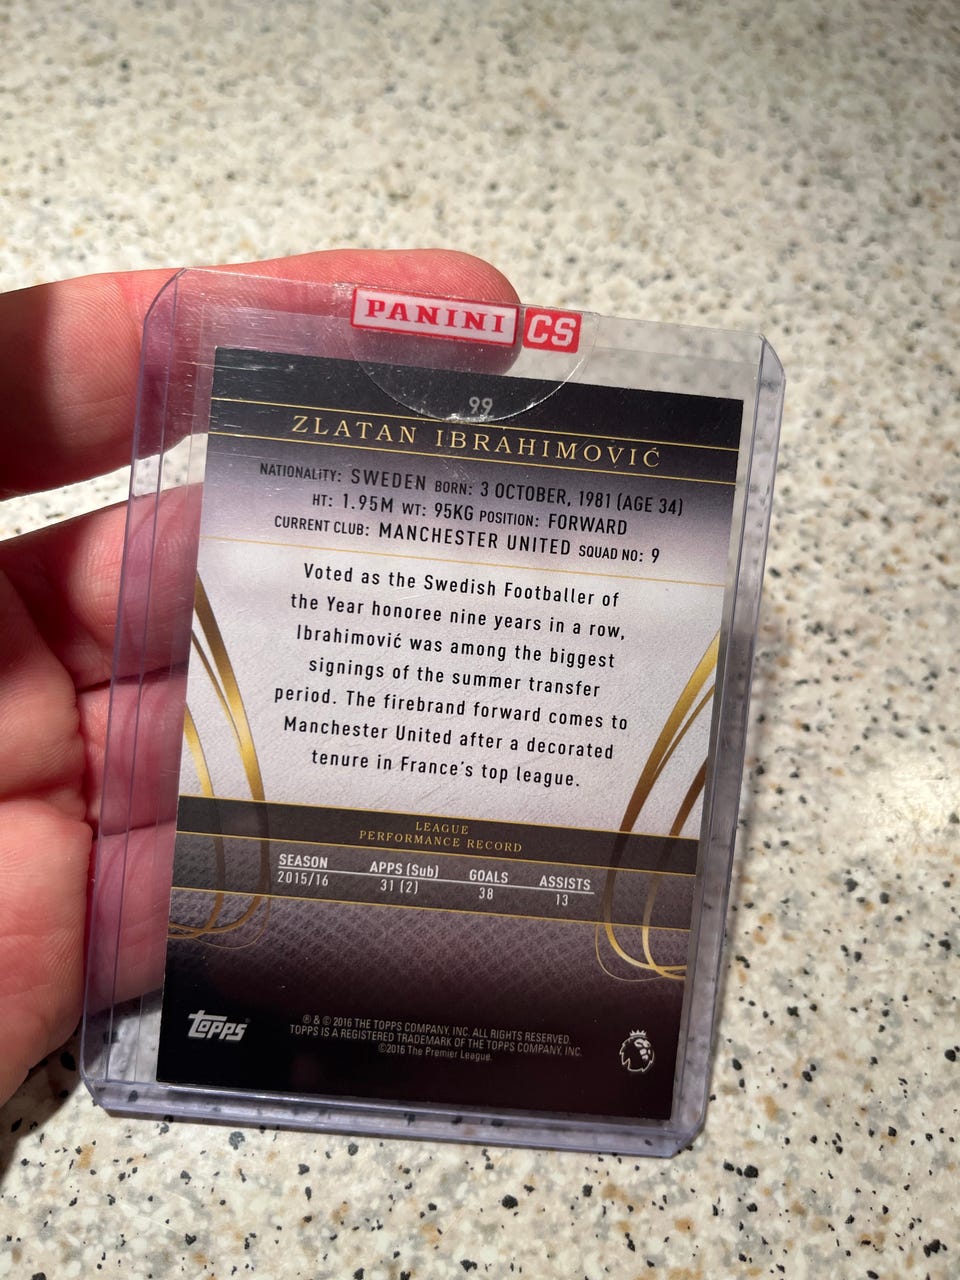 PANINI CS
99
ZLATAN IBRAHIMOVIĆ
NATIONALITY: SWEDEN BORN: 3 OCTOBER, 1981 (AGE 34)
HT: 1.95M WT: 95KG POSITION: FORWARD
CURRENT CLUB: MANCHESTER UNITED SQUAD NO: 9
Voted as the Swedish Footballer of
the Year honoree nine years in a row,
Ibrahimović was among the biggest
signings of the summer transfer
period. The firebrand forward comes to
Manchester United after a decorated
tenure in France's top league.
LEAGUE
PERFORMANCE RECORD
SEASON APPS (Sub) GOALS ASSISTS
2015/16 31 (2) 38 13
topps
® & © 2016 THE TOPPS COMPANY, INC. ALL RIGHTS RESERVED.
TOPPS IS A REGISTERED TRADEMARK OF THE TOPPS COMPANY, INC.
©2016 The Premier League.